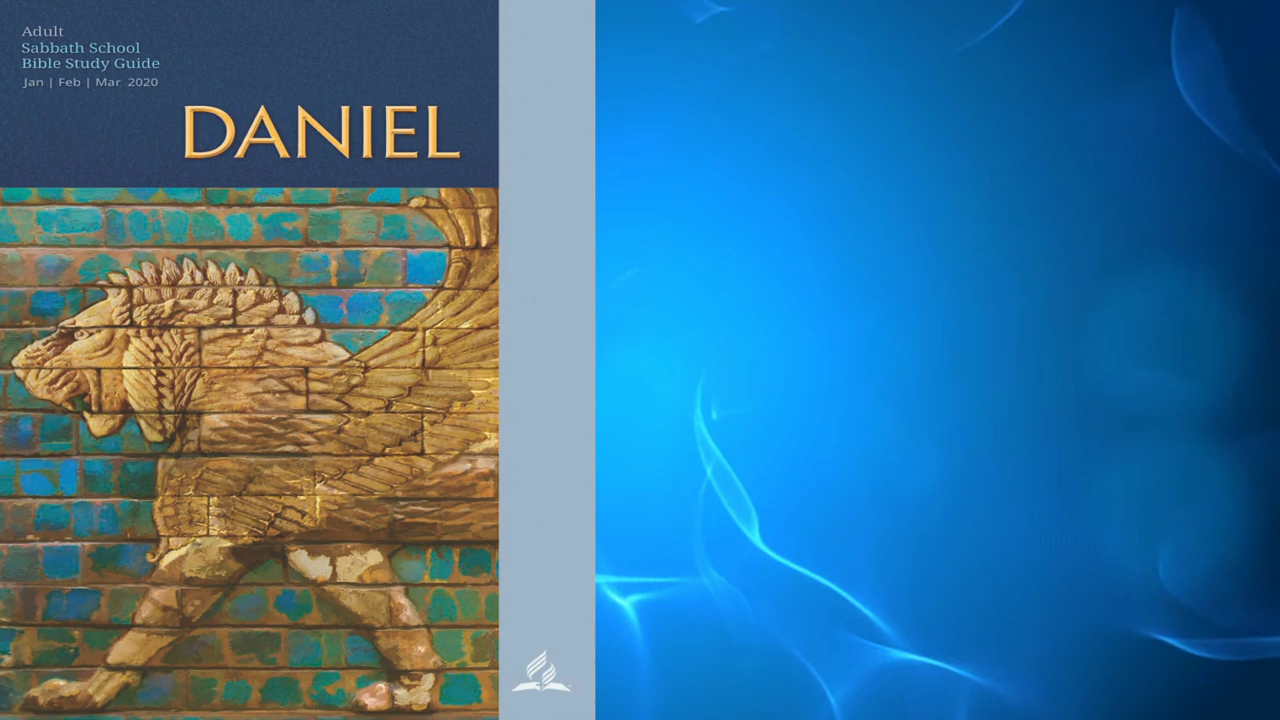 Adult
Sabbath School
Bible Study Guide
Jan | Feb | Mar 2020
DANIEL